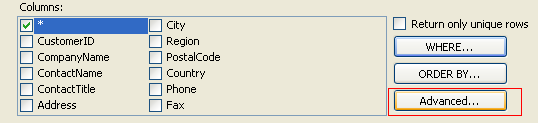 Columns:
*
City
Return only unique rows
CustomerID
Region
WHERE...
CompanyName
PostalCode
ContactName
Country
ORDER BY...
ContactTitle
Phone
Address
Fax
Advanced...